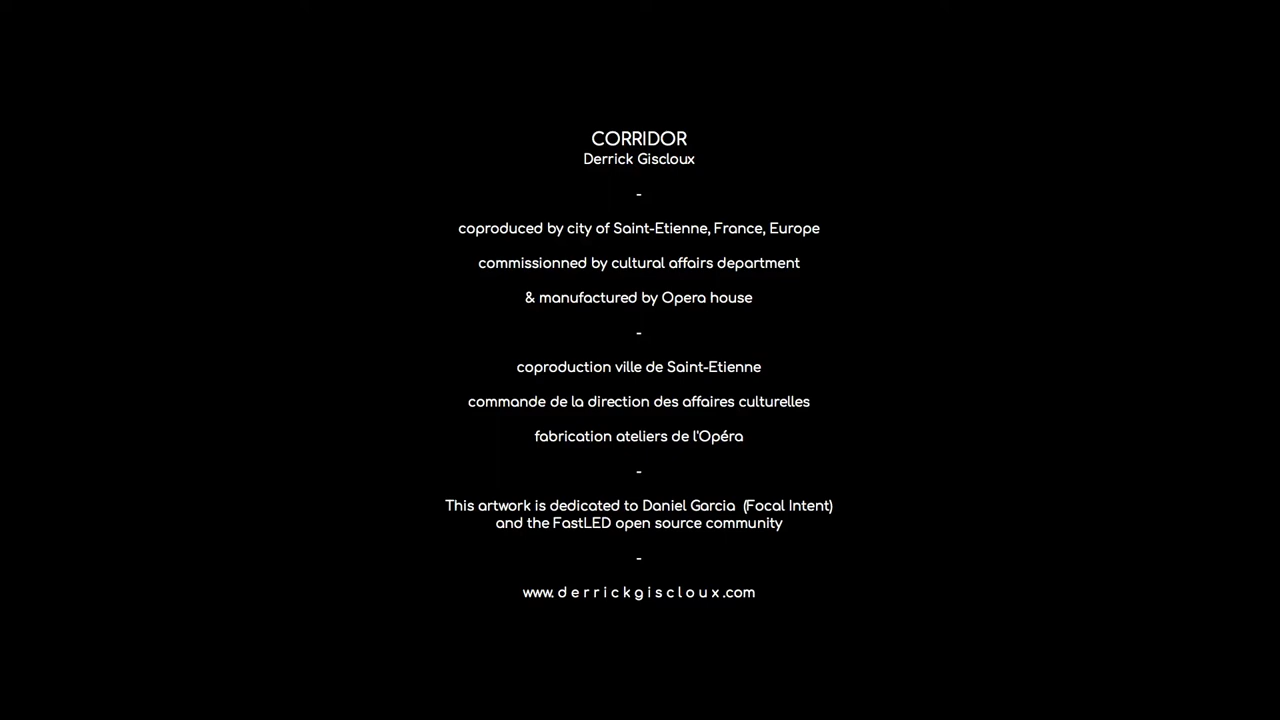 CORRIDOR
Derrick Giscloux
-
coproduced by city of Saint-Etienne, France, Europe
commissionned by cultural affairs department
& manufactured by Opera house
-
coproduction ville de Saint-Etienne
commande de la direction des affaires culturelles
fabrication ateliers de l'Opéra
-
This artwork is dedicated to Daniel Garcia  (Focal Intent)
and the FastLED open source community
-
www. d e r r i c k g i s c l o u x .com